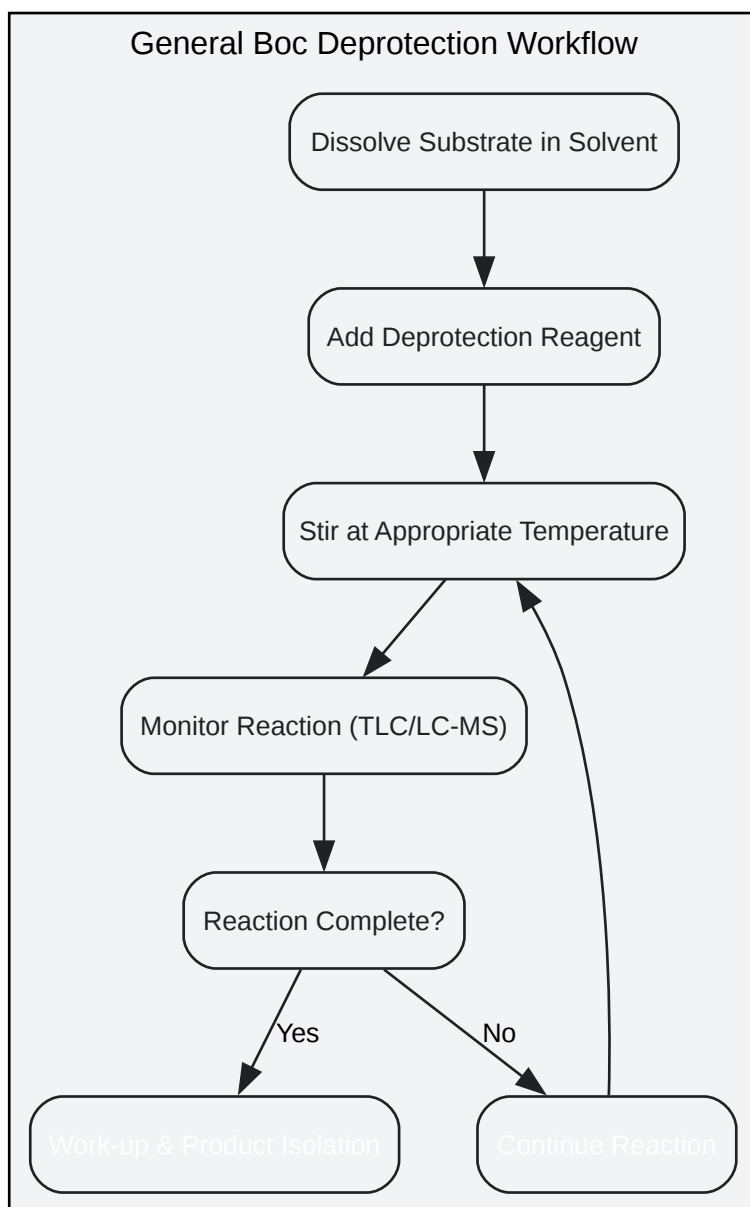 General Boc Deprotection Workflow
Dissolve Substrate in Solvent
Add Deprotection Reagent
Stir at Appropriate Temperature
Monitor Reaction (TLC/LC-MS)
Reaction Complete?
Yes
No
Work-up & Product Isolation
Continue Reaction